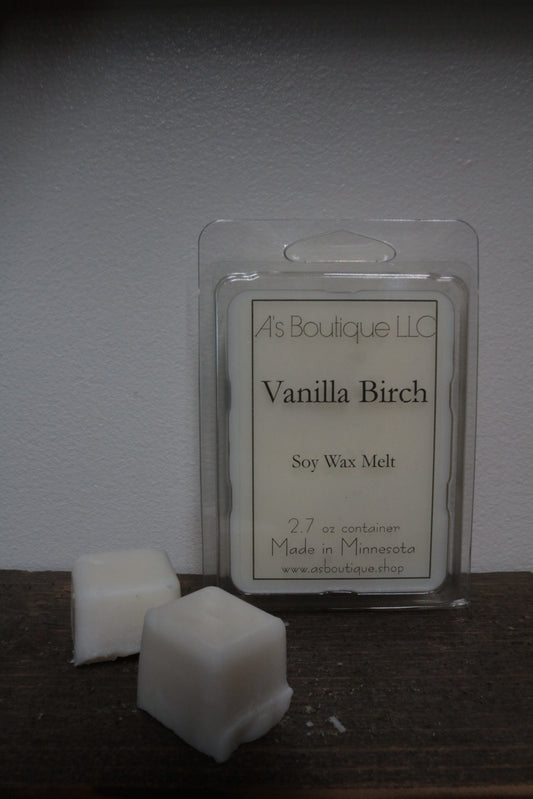 A's Boutique LLC
Vanilla Birch
Soy Wax Melt
2.7 oz container
Made in Minnesota
www.asboutique.shop